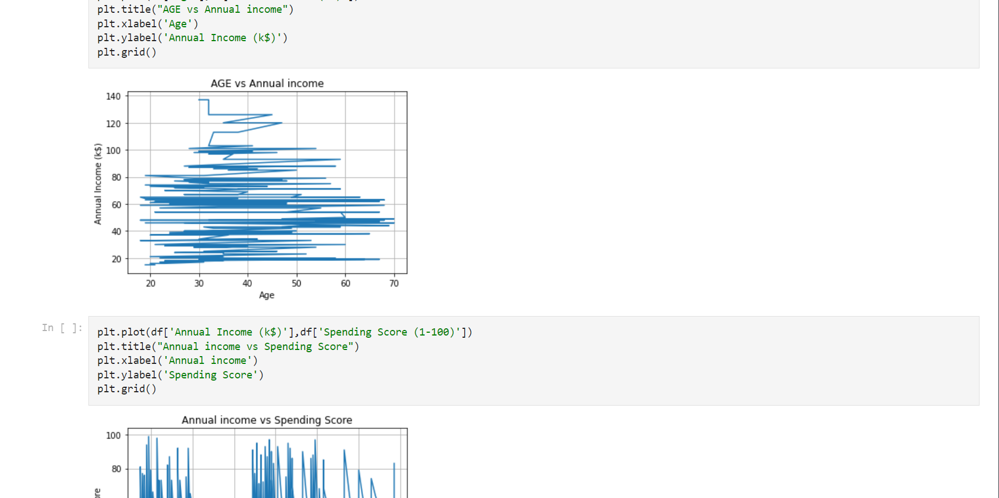 plt.title("AGE vs Annual income")
plt.xlabel('Age')
plt.ylabel('Annual Income (k$)')
plt.grid()
AGE vs Annual income
140
120
100
80
60
40
20
Annual Income (k$)
20 30 40 50 60 70
Age
In [ ]:
plt.plot(df['Annual Income (k$)'],df['Spending Score (1-100)'])
plt.title("Annual income vs Spending Score")
plt.xlabel('Annual income')
plt.ylabel('Spending Score')
plt.grid()
Annual income vs Spending Score
100
80